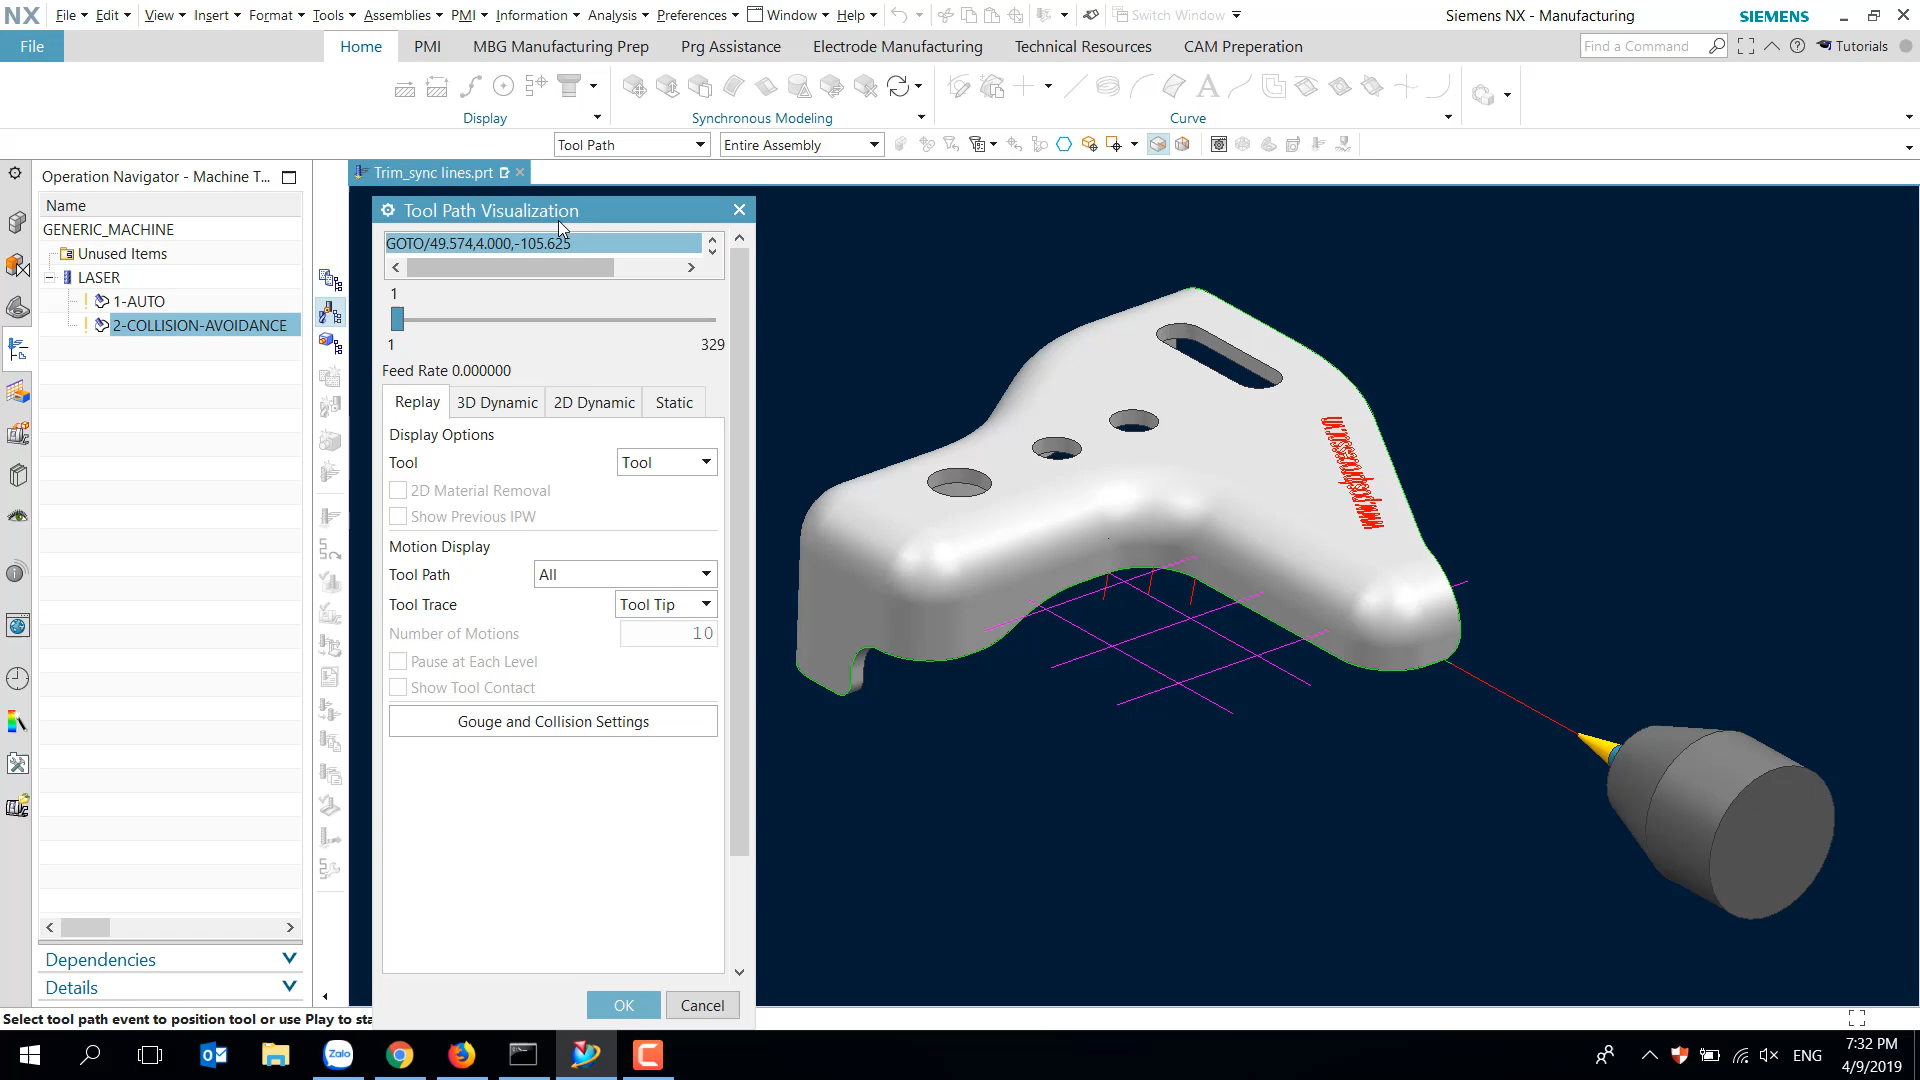 NX File Edit View Insert Format Tools Assemblies PMI Information Analysis Preferences Window Help Switch Window Siemens NX - Manufacturing SIEMENS
File Home PMI MBG Manufacturing Prep Prg Assistance Electrode Manufacturing Technical Resources CAM Preperation Find a Command Tutorials
Display Synchronous Modeling Curve
Tool Path Entire Assembly
Operation Navigator - Machine T...
Trim_sync lines.prt
Name
GENERIC_MACHINE
Unused Items
LASER
1-AUTO
2-COLLISION-AVOIDANCE
Dependencies
Details
Tool Path Visualization
GOTO/49.574,4.000,-105.625
1
1 329
Feed Rate 0.000000
Replay 3D Dynamic 2D Dynamic Static
Display Options
Tool Tool
2D Material Removal
Show Previous IPW
Motion Display
Tool Path All
Tool Trace Tool Tip
Number of Motions 10
Pause at Each Level
Show Tool Contact
Gouge and Collision Settings
OK Cancel
Select tool path event to position tool or use Play to sta
Zalo
ENG
7:32 PM
4/9/2019